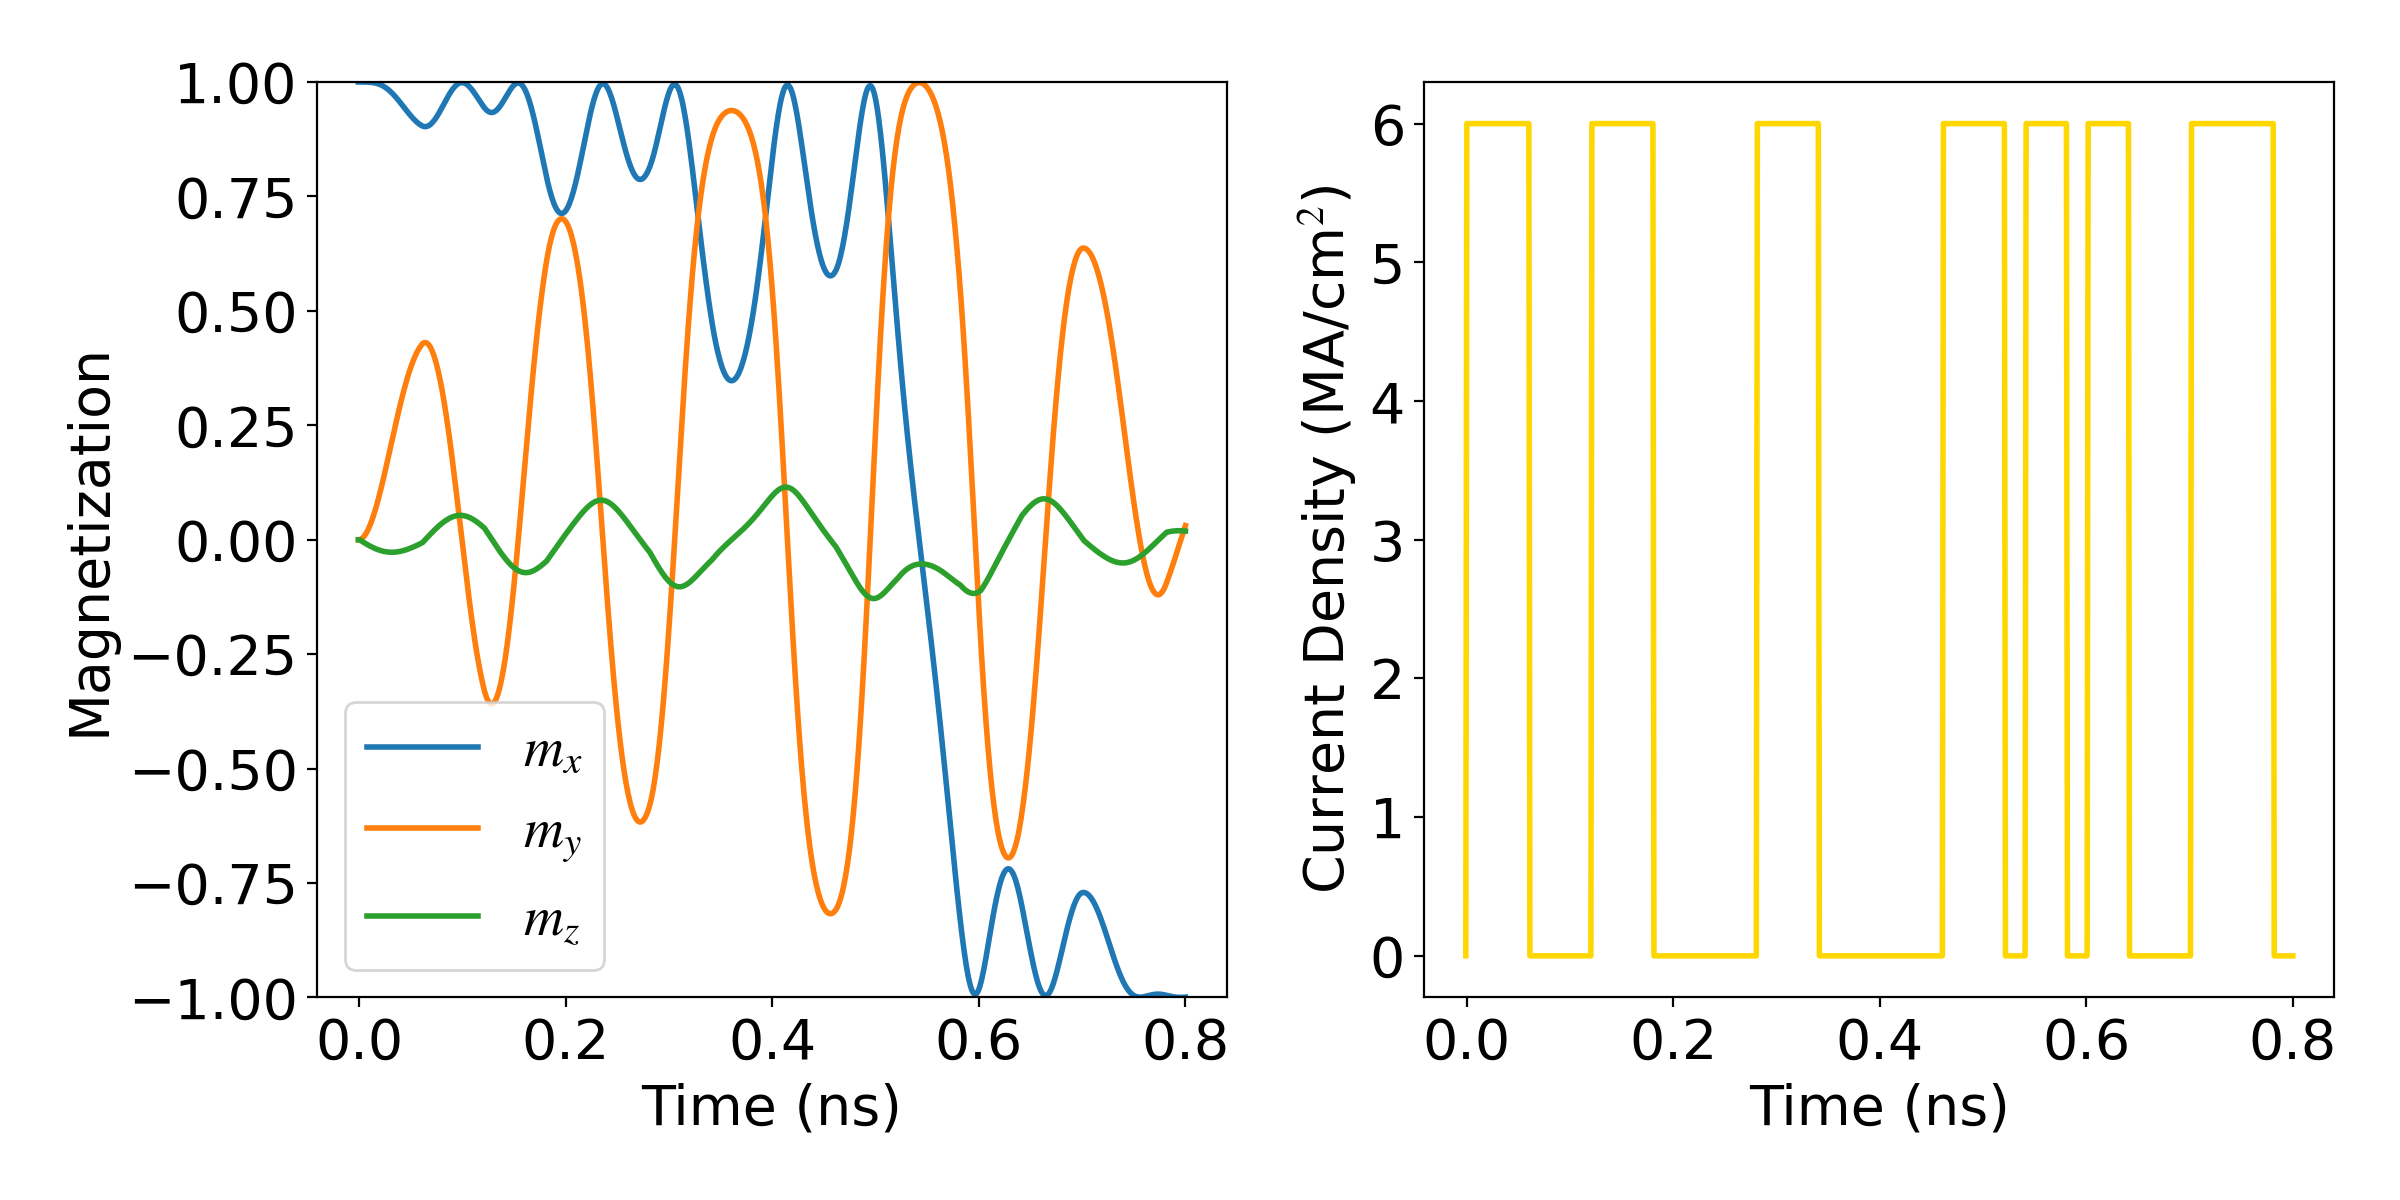 Magnetization
1.00
0.75
0.50
0.25
0.00
−0.25
−0.50
−0.75
−1.00
m_x
m_y
m_z
0.0 0.2 0.4 0.6 0.8
Time (ns)
Current Density (MA/cm²)
6
5
4
3
2
1
0
0.0 0.2 0.4 0.6 0.8
Time (ns)